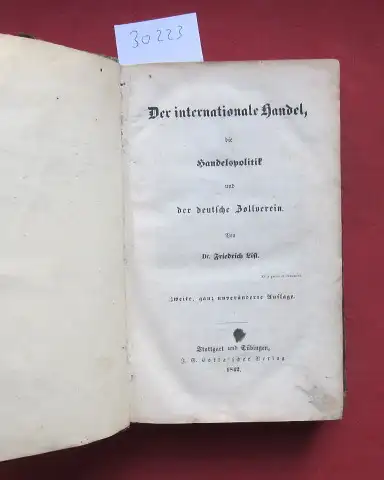 30223
Der internationale Handel,
die
Handelspolitik
und
der deutsche Zollverein.
Von
Dr. Friedrich List.
Zweite, ganz unveränderte Auflage.
Stuttgart und Tübingen,
J. G. Cotta'scher Verlag
1842.